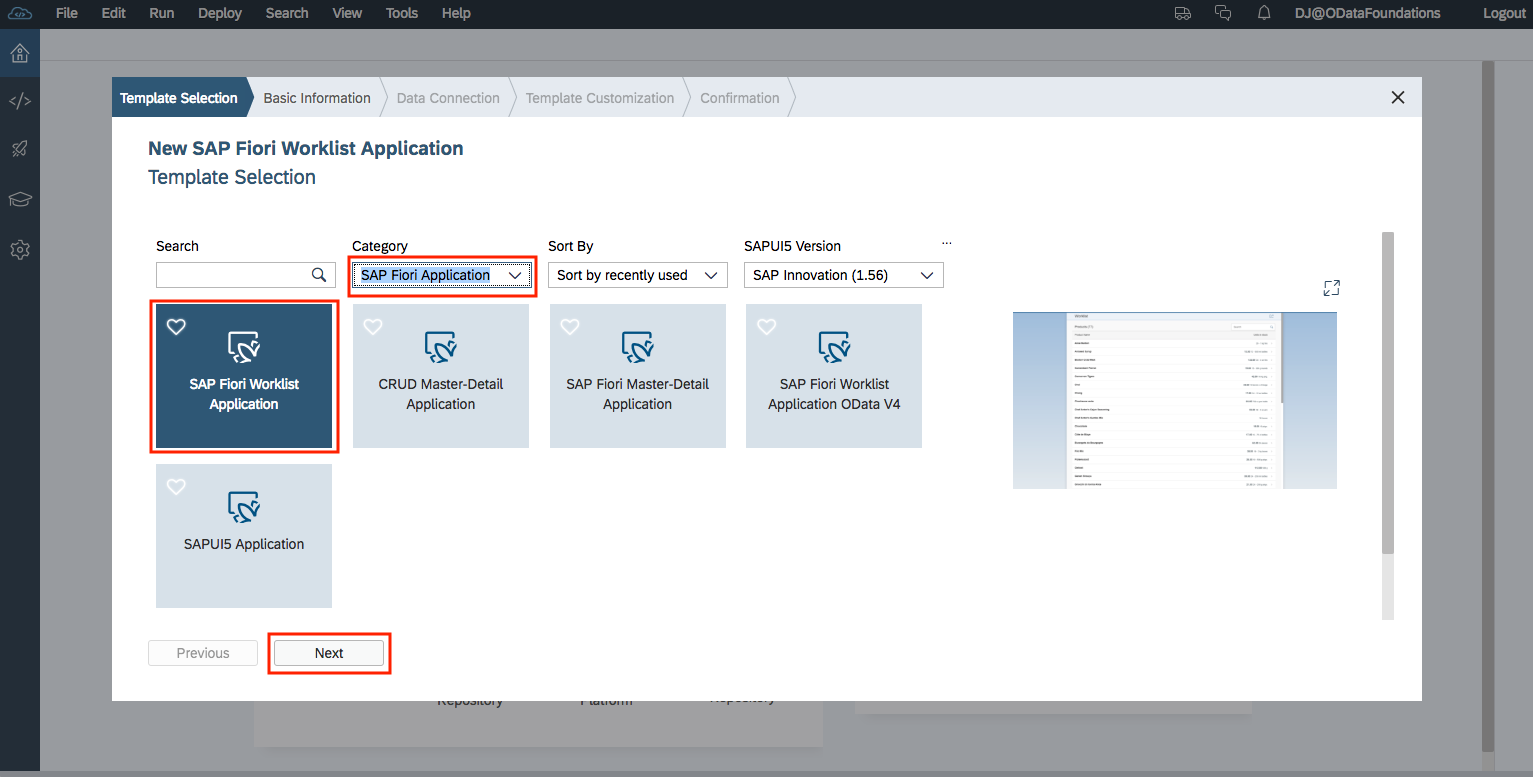 File Edit Run Deploy Search View Tools Help DJ@ODataFoundations Logout
Template Selection Basic Information Data Connection Template Customization Confirmation
New SAP Fiori Worklist Application
Template Selection
Search Category Sort By SAPUI5 Version ...
SAP Fiori Application Sort by recently used SAP Innovation (1.56)
SAP Fiori Worklist
Application
CRUD Master-Detail
Application
SAP Fiori Master-Detail
Application
SAP Fiori Worklist
Application OData V4
SAPUI5 Application
Previous Next
Repository Platform Repository